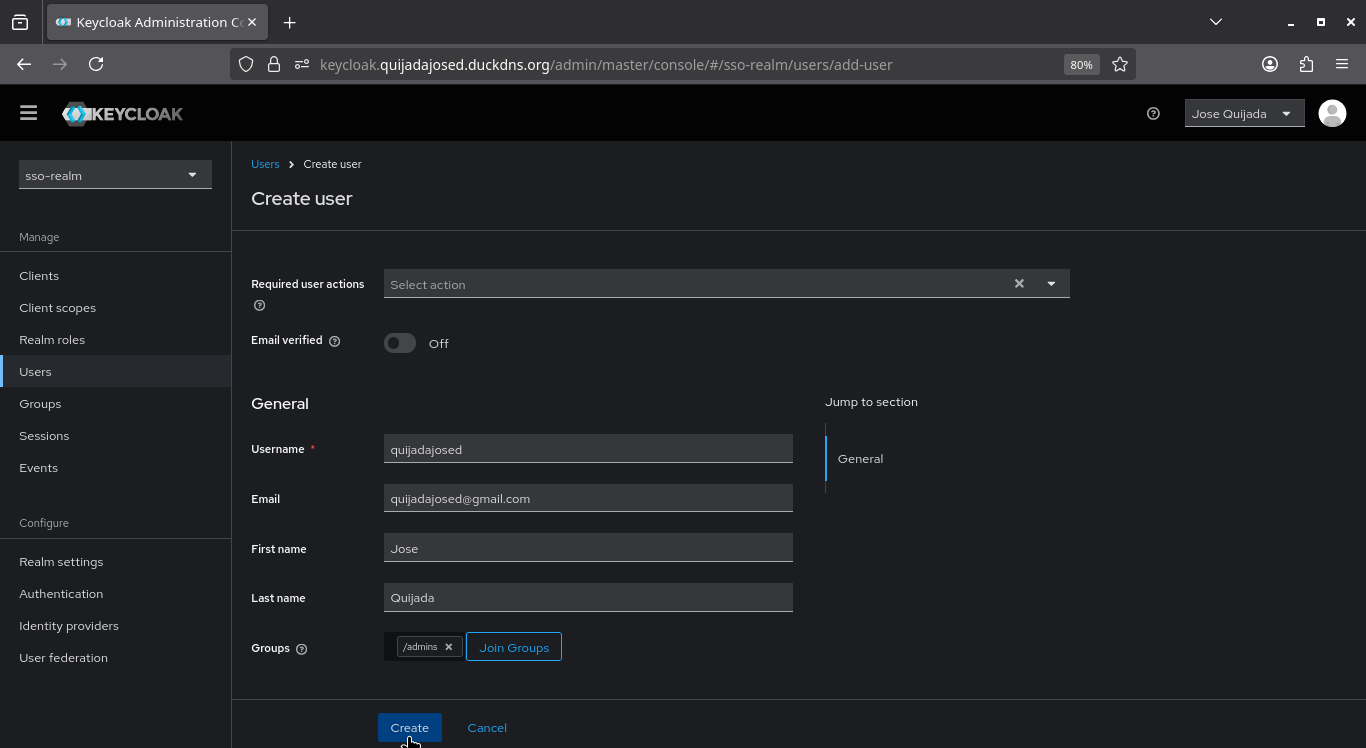 Keycloak Administration Co
keycloak.quijadajosed.duckdns.org/admin/master/console/#/sso-realm/users/add-user
80%
KEYCLOAK
Jose Quijada
sso-realm
Manage
Clients
Client scopes
Realm roles
Users
Groups
Sessions
Events
Configure
Realm settings
Authentication
Identity providers
User federation
Users > Create user
Create user
Required user actions
Select action
Email verified
Off
General
Jump to section
General
Username *
quijadajosed
Email
quijadajosed@gmail.com
First name
Jose
Last name
Quijada
Groups
/admins
Join Groups
Create
Cancel